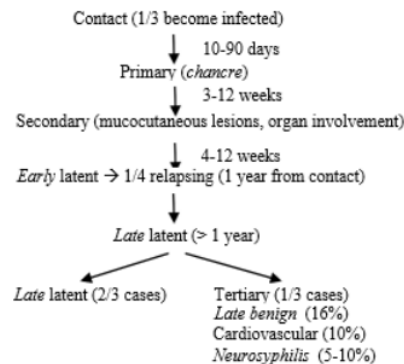 Contact (1/3 become infected)
10-90 days
Primary (chancre)
3-12 weeks
Secondary (mucocutaneous lesions, organ involvement)
4-12 weeks
Early latent → 1/4 relapsing (1 year from contact)
Late latent (> 1 year)
Late latent (2/3 cases)
Tertiary (1/3 cases)
Late benign (16%)
Cardiovascular (10%)
Neurosyphilis (5-10%)